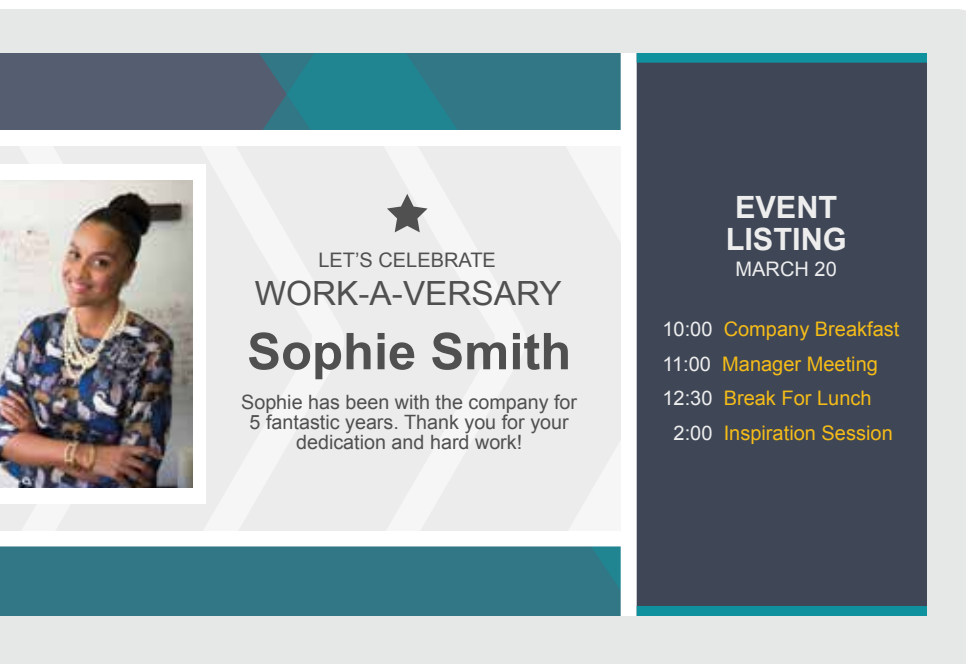 LET'S CELEBRATE
WORK-A-VERSARY
Sophie Smith
Sophie has been with the company for
5 fantastic years. Thank you for your
dedication and hard work!
EVENT
LISTING
MARCH 20
10:00 Company Breakfast
11:00 Manager Meeting
12:30 Break For Lunch
2:00 Inspiration Session